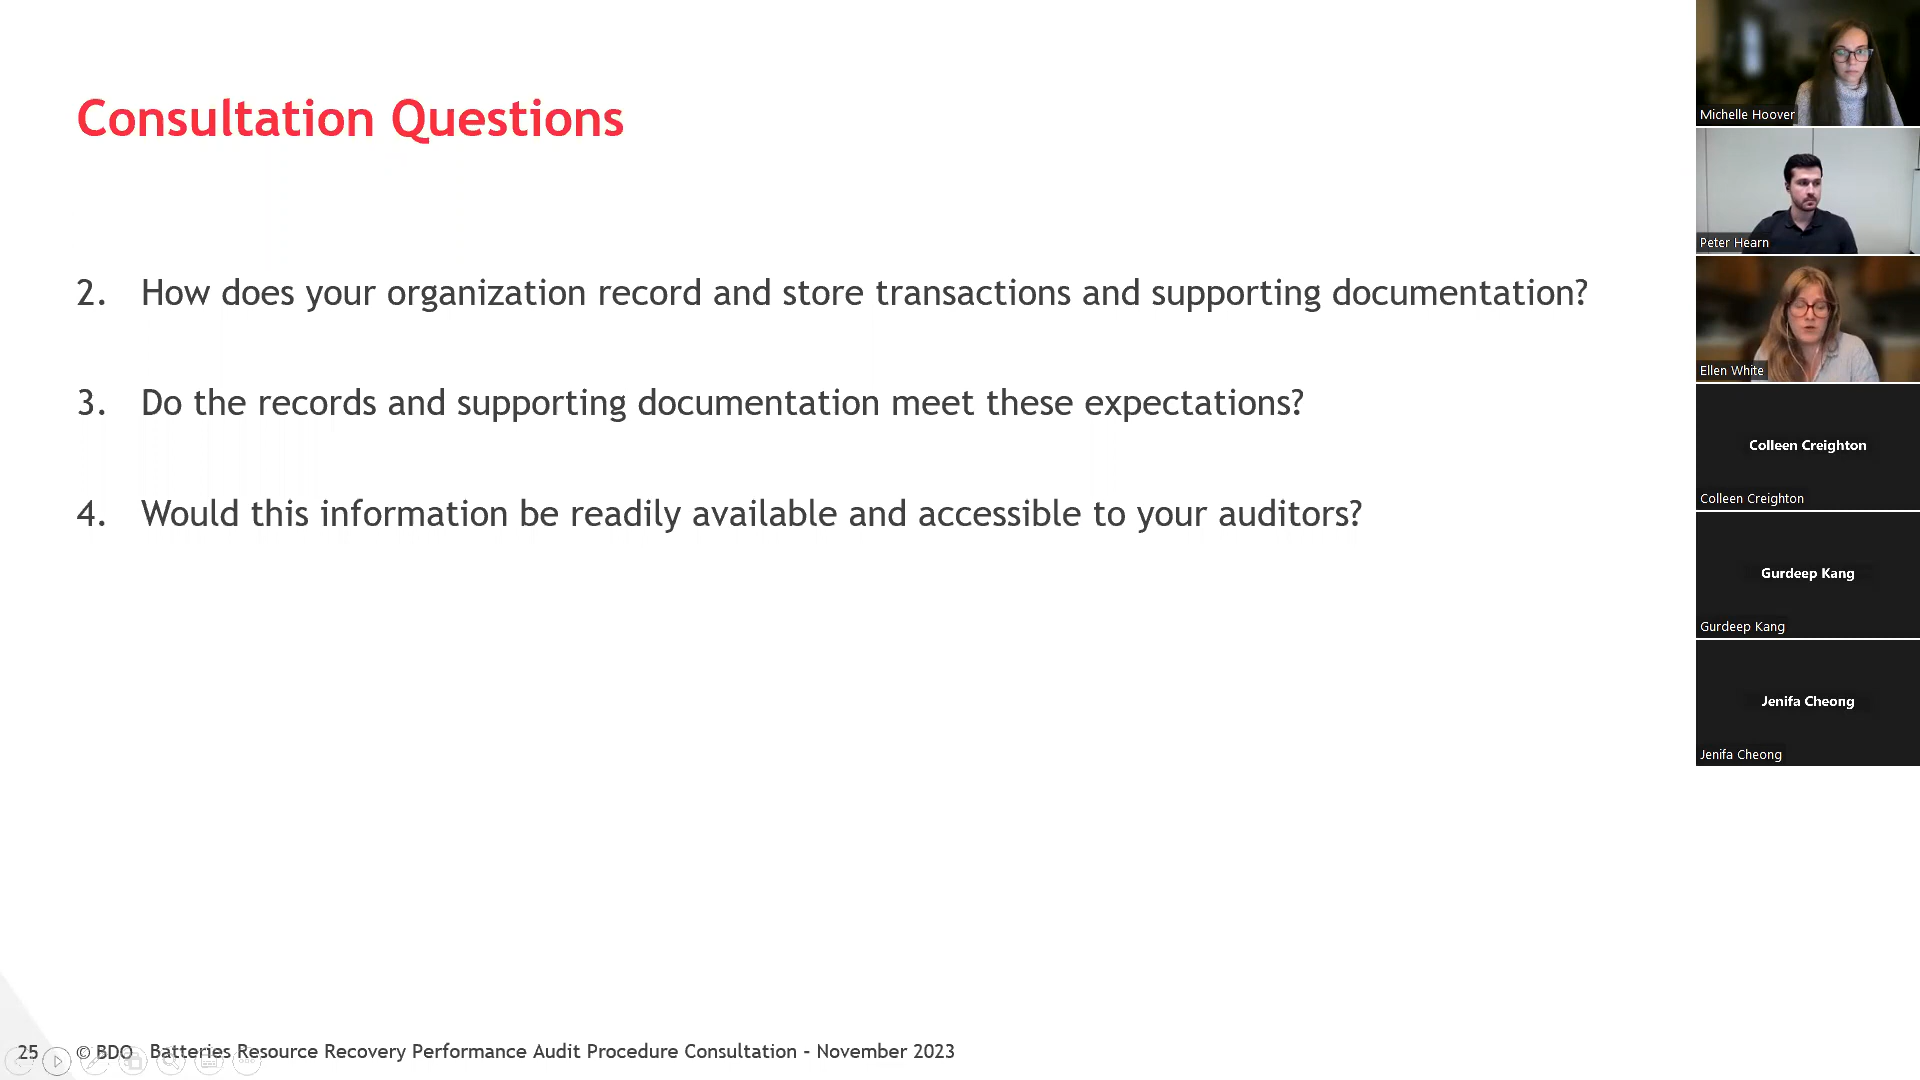 Consultation Questions
2. How does your organization record and store transactions and supporting documentation?
3. Do the records and supporting documentation meet these expectations?
4. Would this information be readily available and accessible to your auditors?
25 © BDO Batteries Resource Recovery Performance Audit Procedure Consultation - November 2023
Michelle Hoover
Peter Hearn
Ellen White
Colleen Creighton
Colleen Creighton
Gurdeep Kang
Gurdeep Kang
Jenifa Cheong
Jenifa Cheong